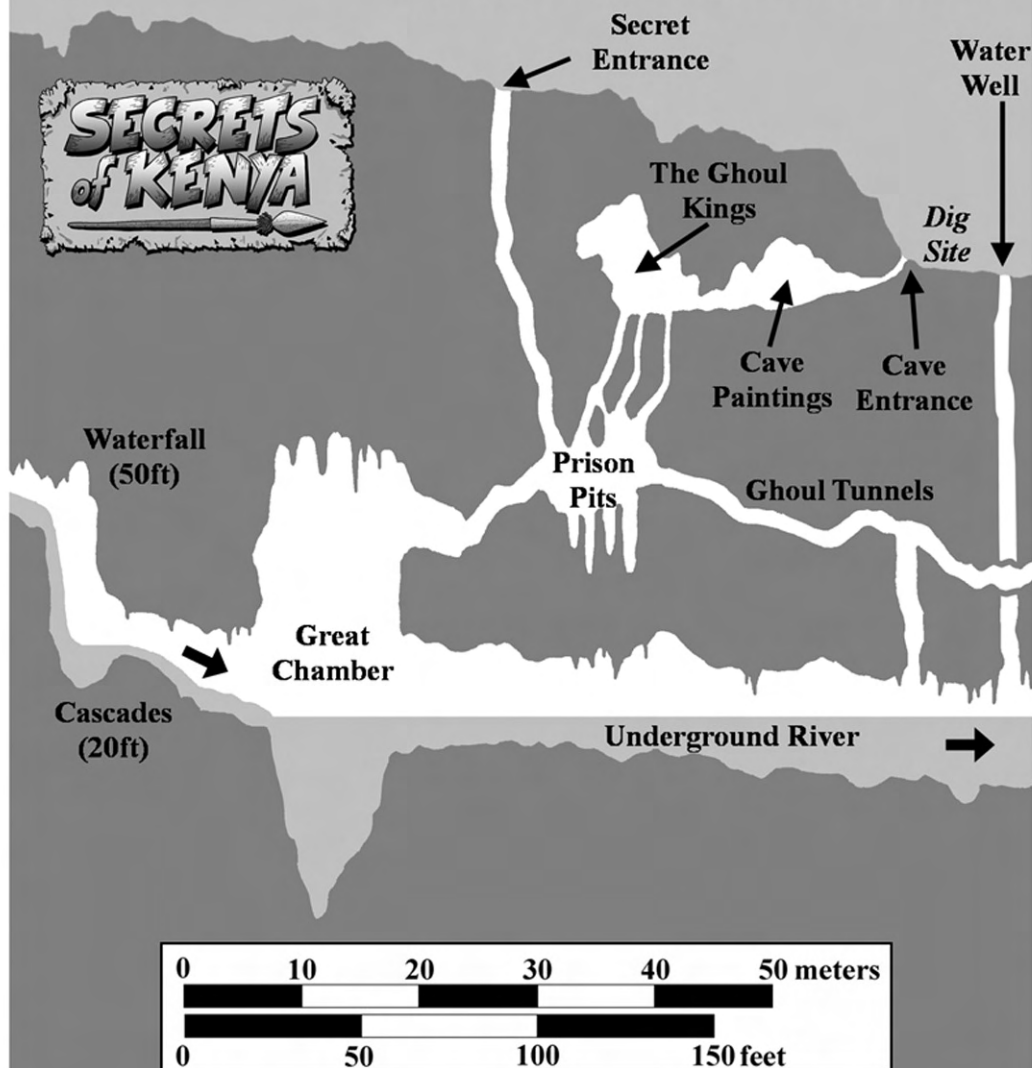 Secret
Entrance
Water
Well
SECRETS
of KENYA
The Ghoul
Kings
Dig
Site
Cave
Paintings
Cave
Entrance
Waterfall
(50ft)
Prison
Pits
Ghoul Tunnels
Great
Chamber
Cascades
(20ft)
Underground River
0 10 20 30 40 50 meters
0 50 100 150 feet